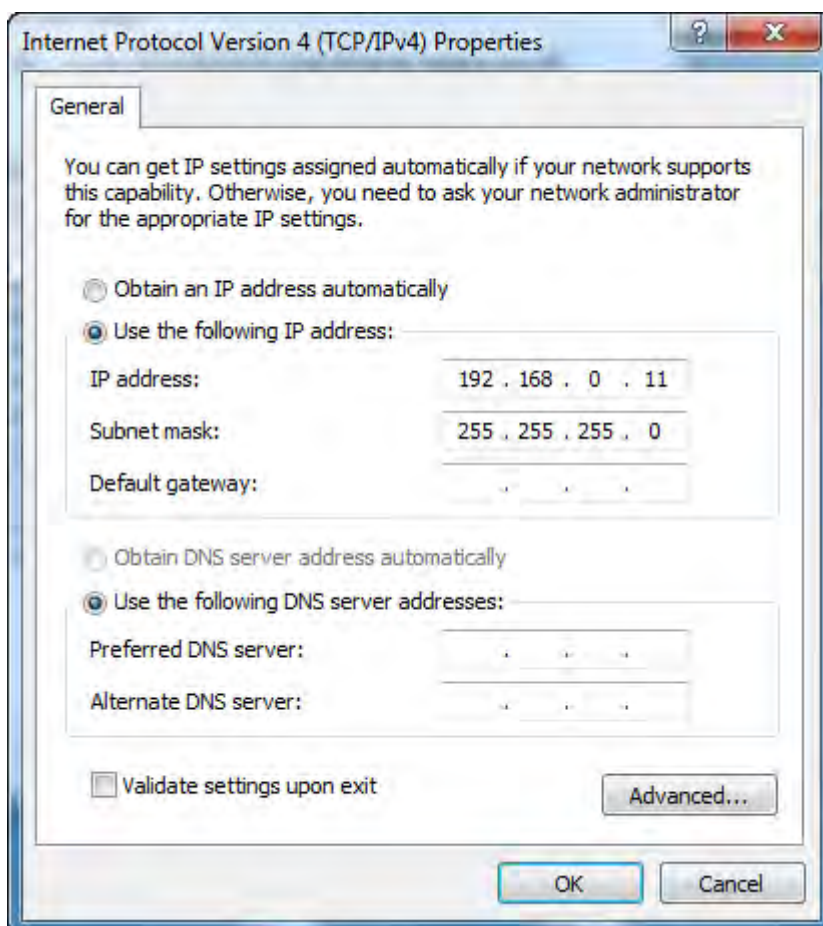 Internet Protocol Version 4 (TCP/IPv4) Properties
?
General
You can get IP settings assigned automatically if your network supports
this capability. Otherwise, you need to ask your network administrator
for the appropriate IP settings.
Obtain an IP address automatically
Use the following IP address:
IP address: 192 . 168 . 0 . 11
Subnet mask: 255 . 255 . 255 . 0
Default gateway: . . .
Obtain DNS server address automatically
Use the following DNS server addresses:
Preferred DNS server: . . .
Alternate DNS server: . . .
Validate settings upon exit
Advanced...
OK Cancel